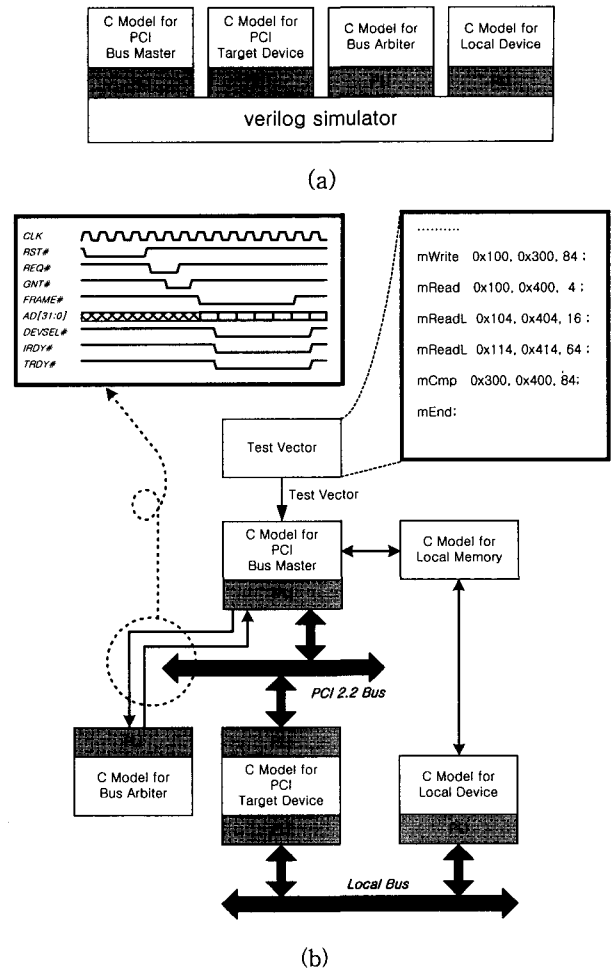 C Model for
PCI
Bus Master
C Model for
PCI
Target Device
C Model for
Bus Arbiter
C Model for
Local Device
verilog simulator
(a)
CLK
RST#
REQ#
GNT#
FRAME#
AD[31:0]
DEVSEL#
IRDY#
TRDY#
..........
mWrite 0x100, 0x300, 84 ;
mRead 0x100, 0x400, 4 ;
mReadL 0x104, 0x404, 16 ;
mReadL 0x114, 0x414, 64 ;
mCmp 0x300, 0x400, 84;
mEnd;
Test Vector
Test Vector
C Model for
PCI
Bus Master
C Model for
Local Memory
PCI 2.2 Bus
C Model for
Bus Arbiter
C Model for
PCI
Target Device
C Model for
Local Device
Local Bus
(b)